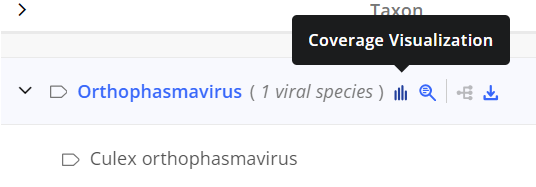 Taxon
Coverage Visualization
Orthophasmavirus ( 1 viral species )
Culex orthophasmavirus